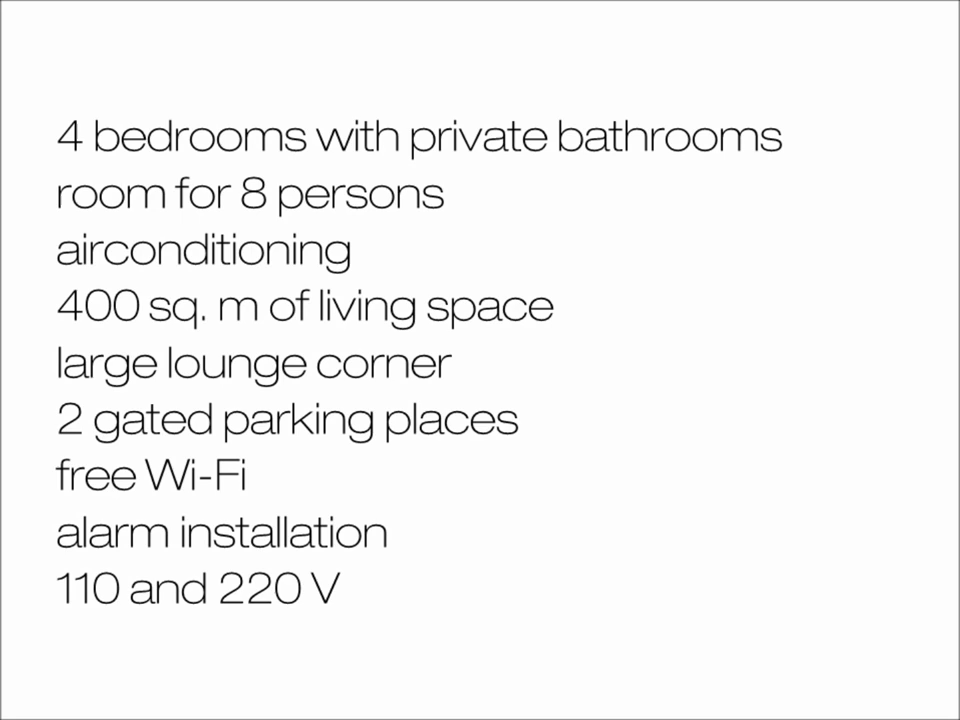 4 bedrooms with private bathrooms
room for 8 persons
airconditioning
400 sq. m of living space
large lounge corner
2 gated parking places
free Wi-Fi
alarm installation
110 and 220 V